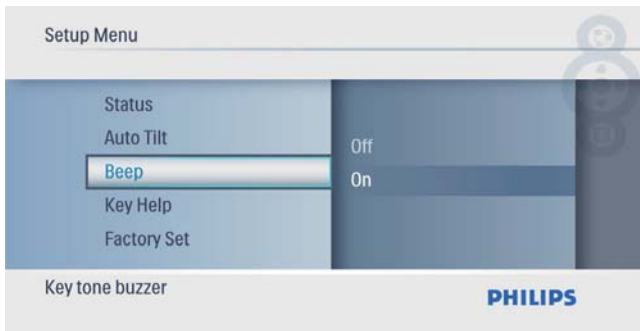 Setup Menu
Status
Auto Tilt
Beep
Key Help
Factory Set
Off
On
Key tone buzzer
PHILIPS